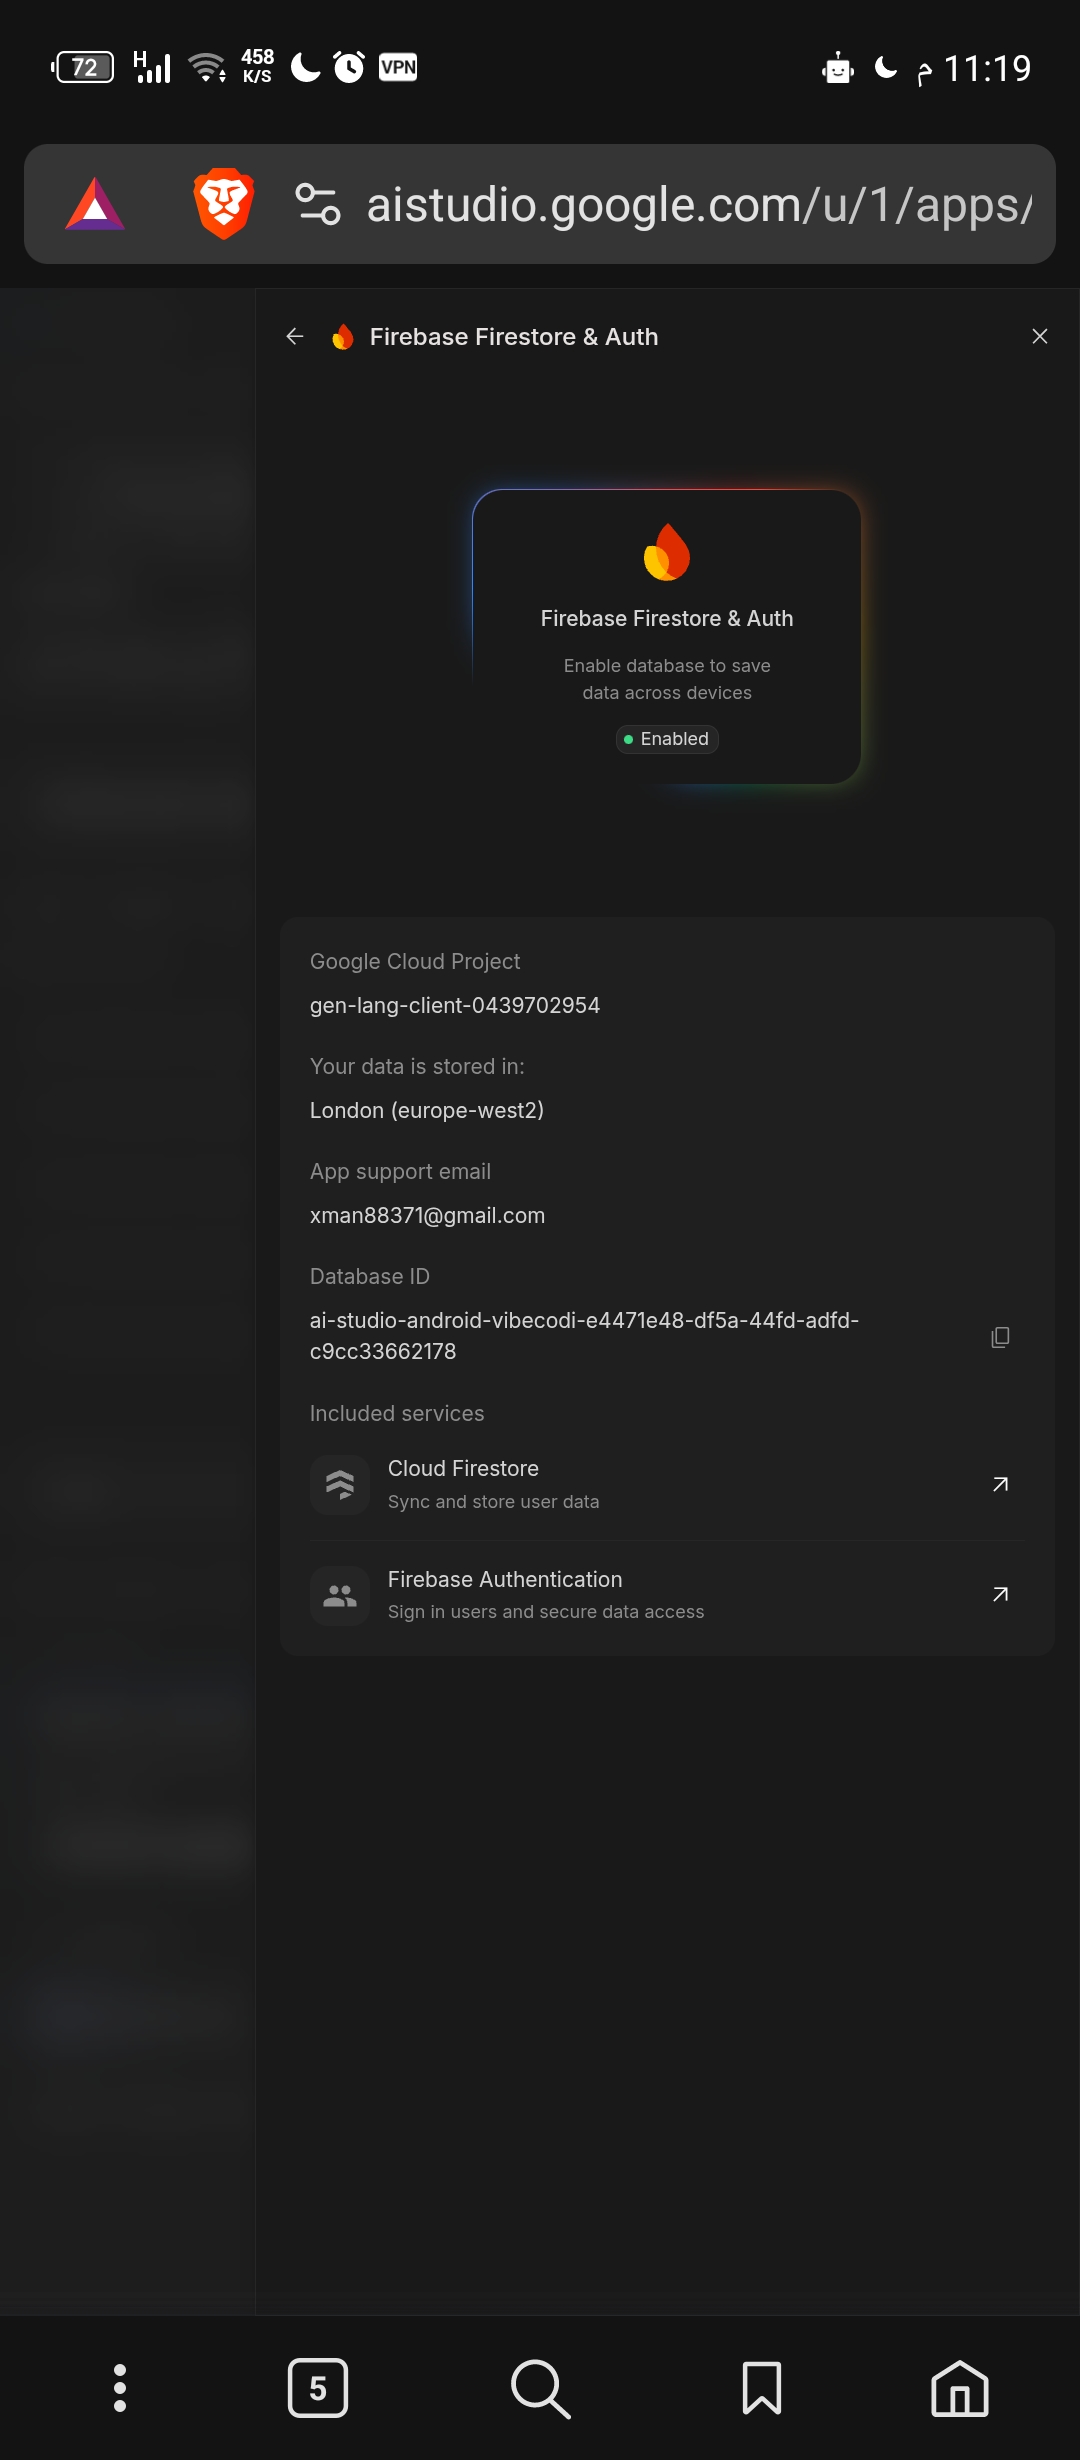 72 H 458 K/S VPN م 11:19
aistudio.google.com/u/1/apps/
Firebase Firestore & Auth
Firebase Firestore & Auth
Enable database to save
data across devices
Enabled
Google Cloud Project
gen-lang-client-0439702954
Your data is stored in:
London (europe-west2)
App support email
xman88371@gmail.com
Database ID
ai-studio-android-vibecodi-e4471e48-df5a-44fd-adfd-
c9cc33662178
Included services
Cloud Firestore
Sync and store user data
Firebase Authentication
Sign in users and secure data access
5